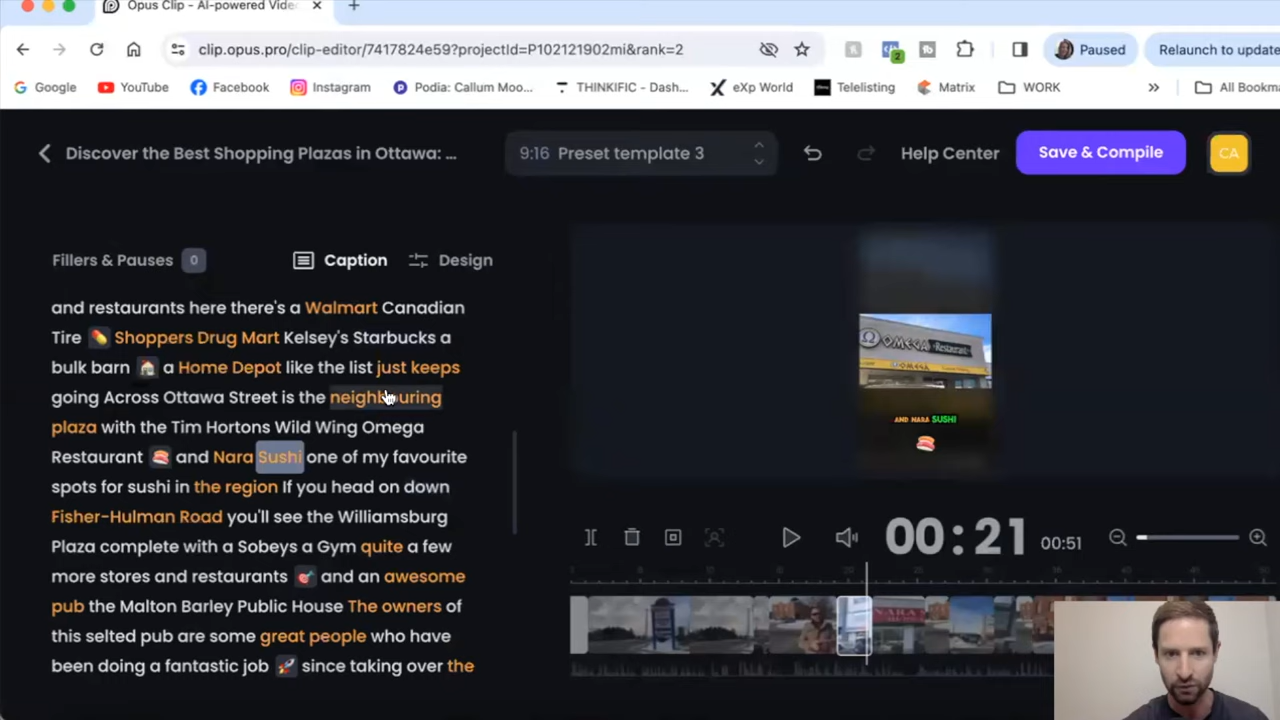 Opus Clip - AI-powered Vide
clip.opus.pro/clip-editor/7417824e59?projectId=P102121902mi&rank=2
2
Paused
Relaunch to update
Google
YouTube
Facebook
Instagram
Podia: Callum Moo...
THINKIFIC - Dash...
eXp World
Telelisting
Matrix
WORK
All Bookm
Discover the Best Shopping Plazas in Ottawa: ...
9:16 Preset template 3
Help Center
Save & Compile
CA
Fillers & Pauses 0
Caption
Design
and restaurants here there's a Walmart Canadian
Tire 💊 Shoppers Drug Mart Kelsey's Starbucks a
bulk barn 🏠 a Home Depot like the list just keeps
going Across Ottawa Street is the neighbouring
plaza with the Tim Hortens Wild Wing Omega
Restaurant 🍣 and Nara Sushi one of my favourite
spots for sushi in the region If you head on down
Fisher-Hulman Road you'll see the Williamsburg
Plaza complete with a Sobeys a Gym quite a few
more stores and restaurants 🎯 and an awesome
pub the Malton Barley Public House The owners of
this selted pub are some great people who have
been doing a fantastic job 🚀 since taking over the
Ω OMEGA Restaurant
OMEGA
AND NARA SUSHI
00:21
00:51
NARA